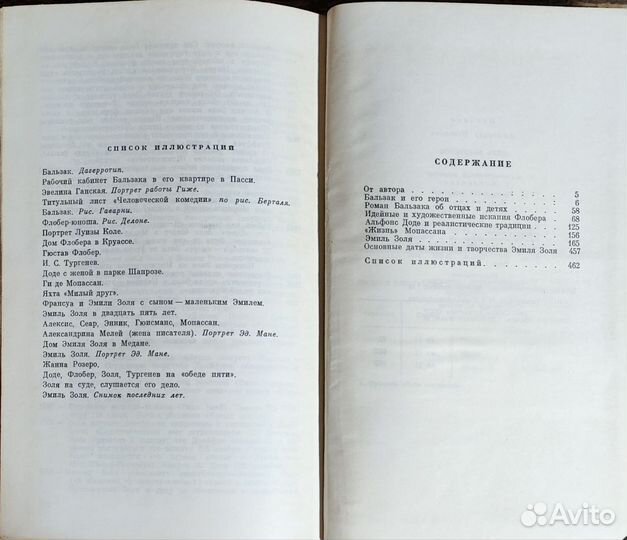 СПИСОК ИЛЛЮСТРАЦИЙ
Бальзак. Дагерротип.
Рабочий кабинет Бальзака в его квартире в Пасси.
Эвелина Ганская. Портрет работы Гиже.
Титульный лист «Человеческой комедии» по рис. Берталя.
Бальзак. Рис. Гаварни.
Флобер-юноша. Рис. Делоне.
Портрет Луизы Коле.
Дом Флобера в Круассе.
Гюстав Флобер.
И. С. Тургенев.
Доде с женой в парке Шанрозе.
Ги де Мопассан.
Яхта «Милый друг».
Франсуа и Эмили Золя с сыном — маленьким Эмилем.
Эмиль Золя в двадцать пять лет.
Алексис, Сеар, Энник, Гюисманс, Мопассан.
Александрина Мелей (жена писателя). Портрет Эд. Мане.
Дом Эмиля Золя в Медане.
Эмиль Золя. Портрет Эд. Мане.
Жанна Розеро.
Доде, Флобер, Золя, Тургенев на «обеде пяти».
Золя на суде, слушается его дело.
Эмиль Золя. Снимок последних лет.
СОДЕРЖАНИЕ
От автора 5
Бальзак и его герои 6
Роман Бальзака об отцах и детях 58
Идейные и художественные искания Флобера 68
Альфонс Доде и реалистические традиции 125
«Жизнь» Мопассана 156
Эмиль Золя 165
Основные даты жизни и творчества Эмиля Золя 457
Список иллюстраций 462
Avito